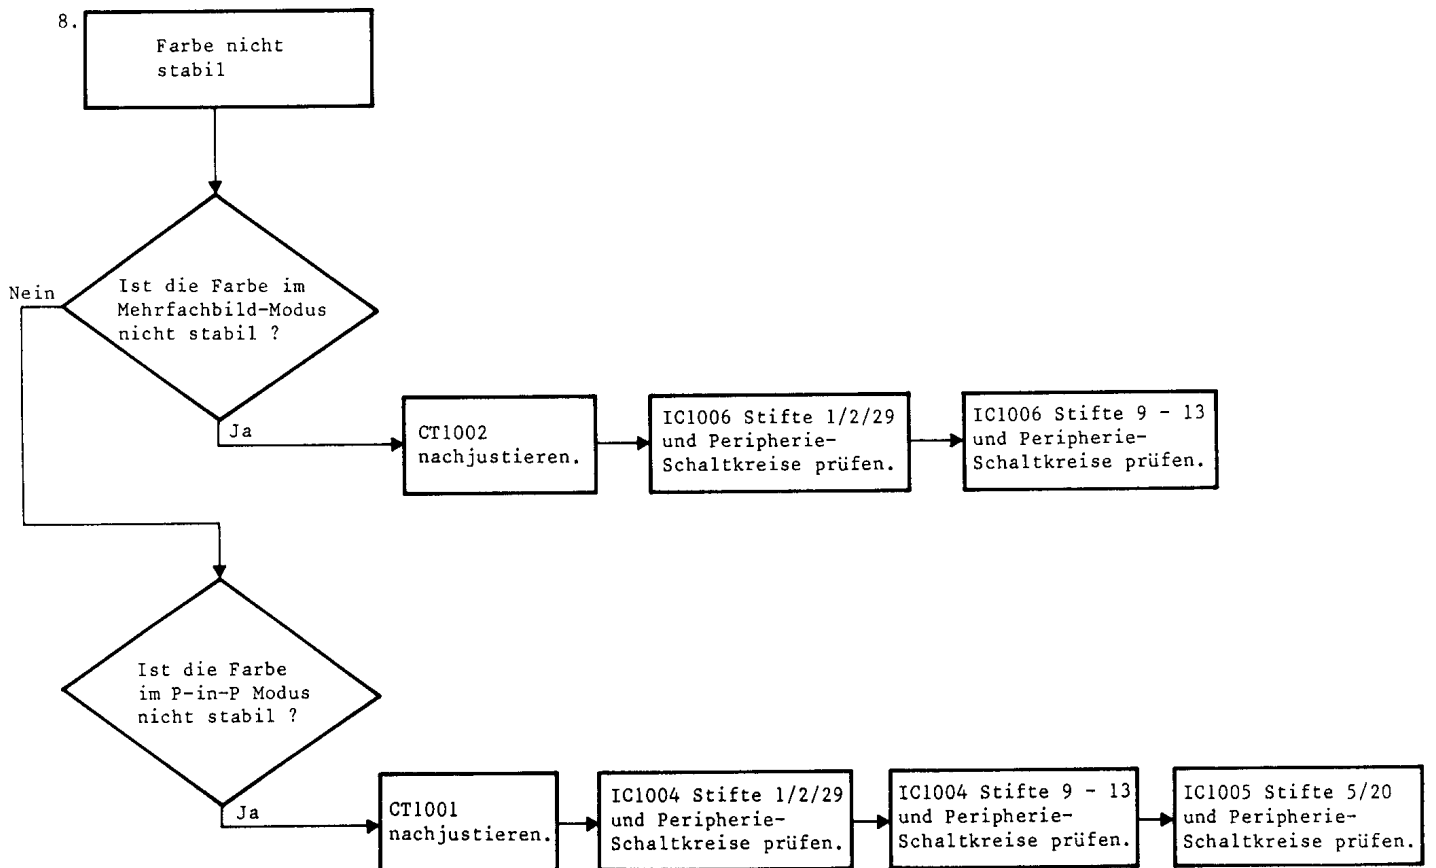 8.
Farbe nicht
stabil
Nein
Ist die Farbe im
Mehrfachbild-Modus
nicht stabil ?
Ja
CT1002
nachjustieren.
IC1006 Stifte 1/2/29
und Peripherie-
Schaltkreise prüfen.
IC1006 Stifte 9 - 13
und Peripherie-
Schaltkreise prüfen.
Ist die Farbe
im P-in-P Modus
nicht stabil ?
Ja
CT1001
nachjustieren.
IC1004 Stifte 1/2/29
und Peripherie-
Schaltkreise prüfen.
IC1004 Stifte 9 - 13
und Peripherie-
Schaltkreise prüfen.
IC1005 Stifte 5/20
und Peripherie-
Schaltkreise prüfen.